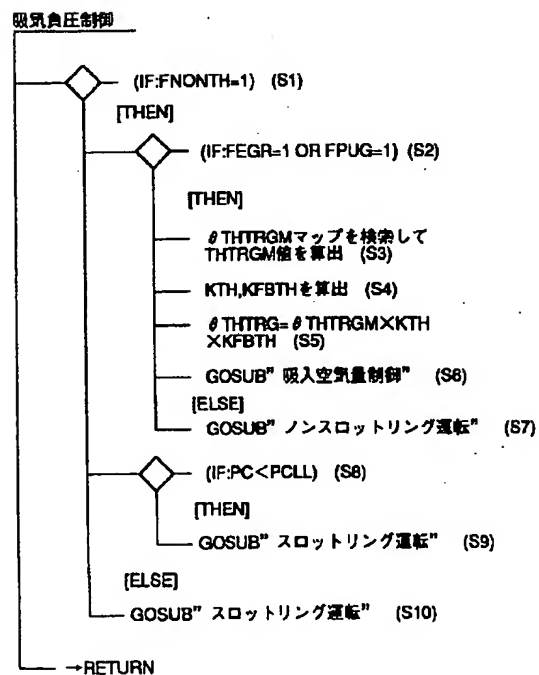 吸気負圧制御
(IF:FNONTH=1) (S1)
[THEN]
(IF:FEGR=1 OR FPUG=1) (S2)
[THEN]
θTHTRGMマップを検索して
THTRGM値を算出 (S3)
KTH,KFBTHを算出 (S4)
θTHTRG=θTHTRGM×KTH
×KFBTH (S5)
GOSUB" 吸入空気量制御" (S6)
[ELSE]
GOSUB" ノンスロットリング運転" (S7)
(IF:PC<PCLL) (S8)
[THEN]
GOSUB" スロットリング運転" (S9)
[ELSE]
GOSUB" スロットリング運転" (S10)
→RETURN